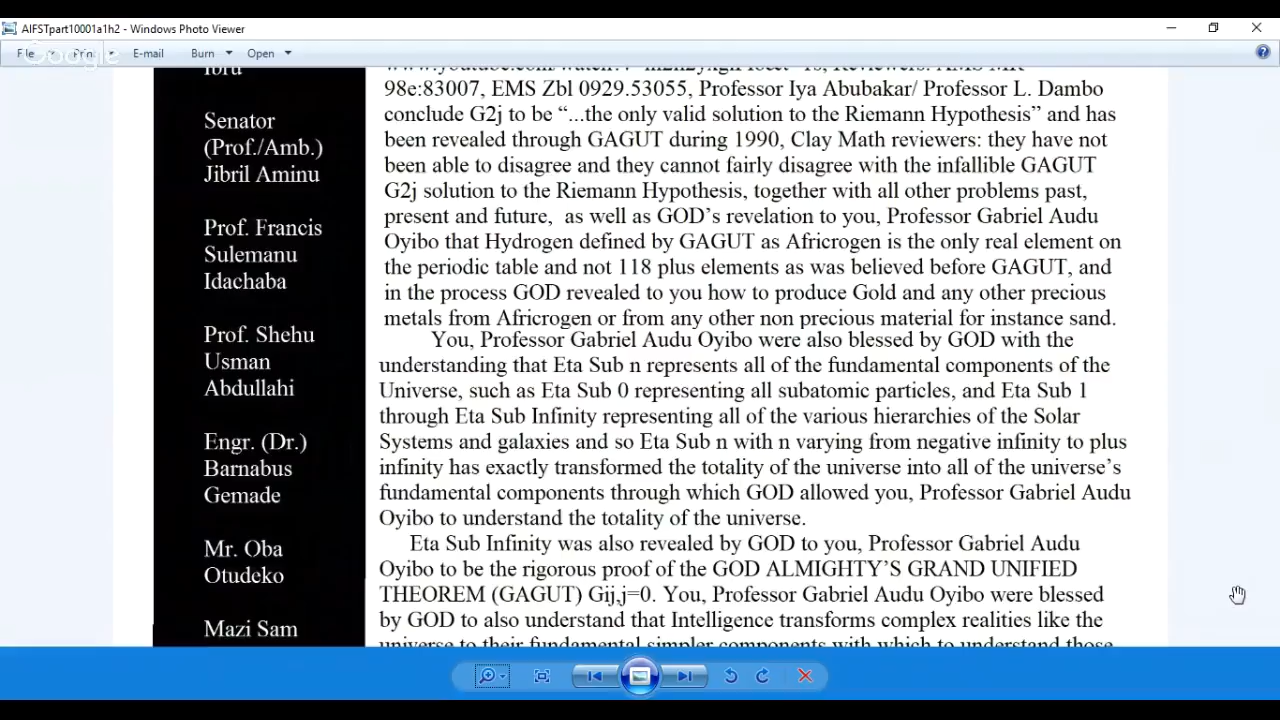 AIFSTpart10001a1h2 - Windows Photo Viewer
File Print E-mail Burn Open
Google
Ibru
Senator
(Prof./Amb.)
Jibril Aminu
Prof. Francis
Sulemanu
Idachaba
Prof. Shehu
Usman
Abdullahi
Engr. (Dr.)
Barnabus
Gemade
Mr. Oba
Otudeko
Mazi Sam
98e:83007, EMS Zbl 0929.53055, Professor Iya Abubakar/ Professor L. Dambo
conclude G2j to be “...the only valid solution to the Riemann Hypothesis” and has
been revealed through GAGUT during 1990, Clay Math reviewers: they have not
been able to disagree and they cannot fairly disagree with the infallible GAGUT
G2j solution to the Riemann Hypothesis, together with all other problems past,
present and future, as well as GOD’s revelation to you, Professor Gabriel Audu
Oyibo that Hydrogen defined by GAGUT as Africrogen is the only real element on
the periodic table and not 118 plus elements as was believed before GAGUT, and
in the process GOD revealed to you how to produce Gold and any other precious
metals from Africrogen or from any other non precious material for instance sand.
You, Professor Gabriel Audu Oyibo were also blessed by GOD with the
understanding that Eta Sub n represents all of the fundamental components of the
Universe, such as Eta Sub 0 representing all subatomic particles, and Eta Sub 1
through Eta Sub Infinity representing all of the various hierarchies of the Solar
Systems and galaxies and so Eta Sub n with n varying from negative infinity to plus
infinity has exactly transformed the totality of the universe into all of the universe’s
fundamental components through which GOD allowed you, Professor Gabriel Audu
Oyibo to understand the totality of the universe.
Eta Sub Infinity was also revealed by GOD to you, Professor Gabriel Audu
Oyibo to be the rigorous proof of the GOD ALMIGHTY’S GRAND UNIFIED
THEOREM (GAGUT) Gij,j=0. You, Professor Gabriel Audu Oyibo were blessed
by GOD to also understand that Intelligence transforms complex realities like the
universe to their fundamental simpler components with which to understand those